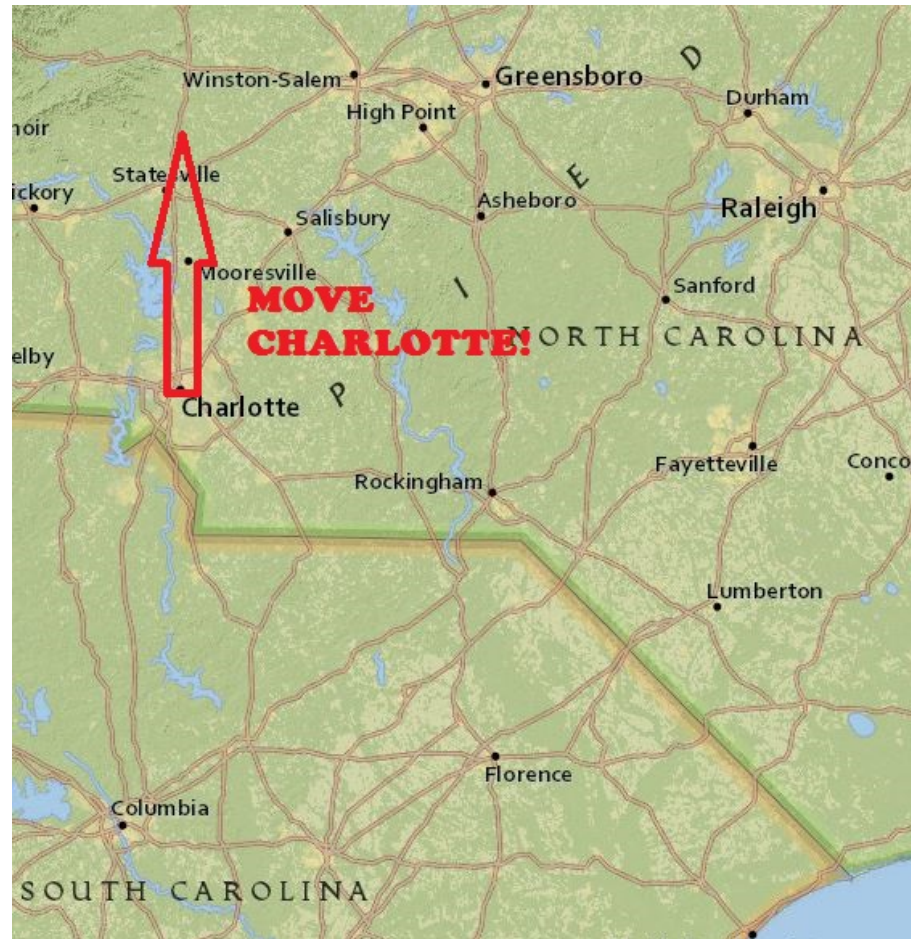 Winston-Salem
Greensboro
D
Durham
High Point
noir
Statesville
E
ickory
Asheboro
Raleigh
Salisbury
Mooresville
I
Sanford
MOVE
CHARLOTTE!
NORTH CAROLINA
elby
P
Charlotte
Fayetteville
Conco
Rockingham
Lumberton
Florence
Columbia
SOUTH CAROLINA